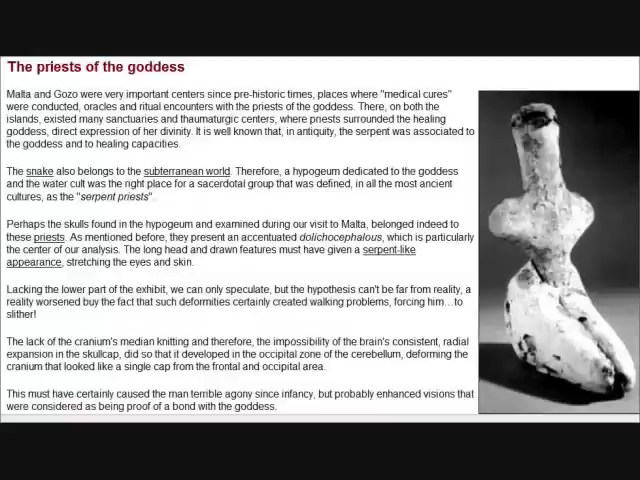 The priests of the goddess
Malta and Gozo were very important centers since pre-historic times, places where "medical cures"
were conducted, oracles and ritual encounters with the priests of the goddess. There, on both the
islands, existed many sanctuaries and thaumaturgic centers, where priests surrounded the healing
goddess, direct expression of her divinity. It is well known that, in antiquity, the serpent was associated to
the goddess and to healing capacities.
The snake also belongs to the subterranean world. Therefore, a hypogeum dedicated to the goddess
and the water cult was the right place for a sacerdotal group that was defined, in all the most ancient
cultures, as the "serpent priests".
Perhaps the skulls found in the hypogeum and examined during our visit to Malta, belonged indeed to
these priests. As mentioned before, they present an accentuated dolichocephalous, which is particularly
the center of our analysis. The long head and drawn features must have given a serpent-like
appearance, stretching the eyes and skin.
Lacking the lower part of the exhibit, we can only speculate, but the hypothesis can't be far from reality, a
reality worsened buy the fact that such deformities certainly created walking problems, forcing him…to
slither!
The lack of the cranium's median knitting and therefore, the impossibility of the brain's consistent, radial
expansion in the skullcap, did so that it developed in the occipital zone of the cerebellum, deforming the
cranium that looked like a single cap from the frontal and occipital area.
This must have certainly caused the man terrible agony since infancy, but probably enhanced visions that
were considered as being proof of a bond with the goddess.